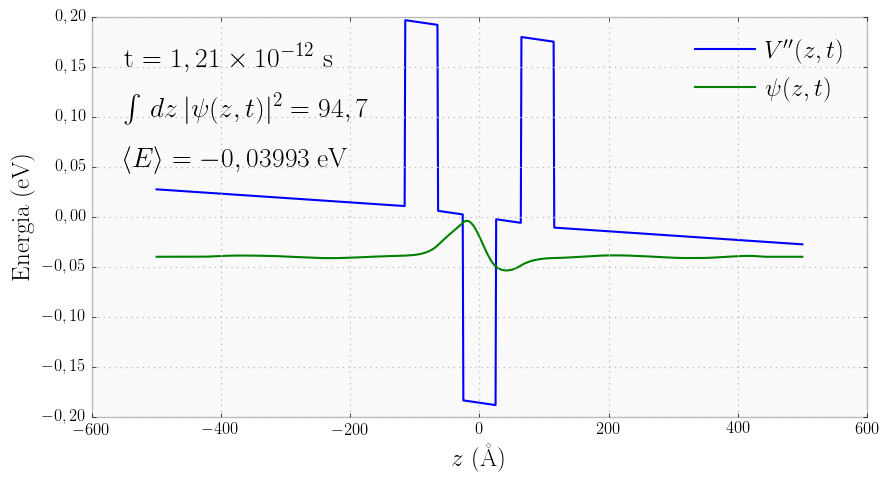 t = 1,21 × 10⁻¹² s
∫ dz |ψ(z, t)|² = 94,7
⟨E⟩ = −0,03993 eV
V″(z, t)
ψ(z, t)
Energia (eV)
0,20
0,15
0,10
0,05
0,00
−0,05
−0,10
−0,15
−0,20
−600
−400
−200
0
200
400
600
z (Å)